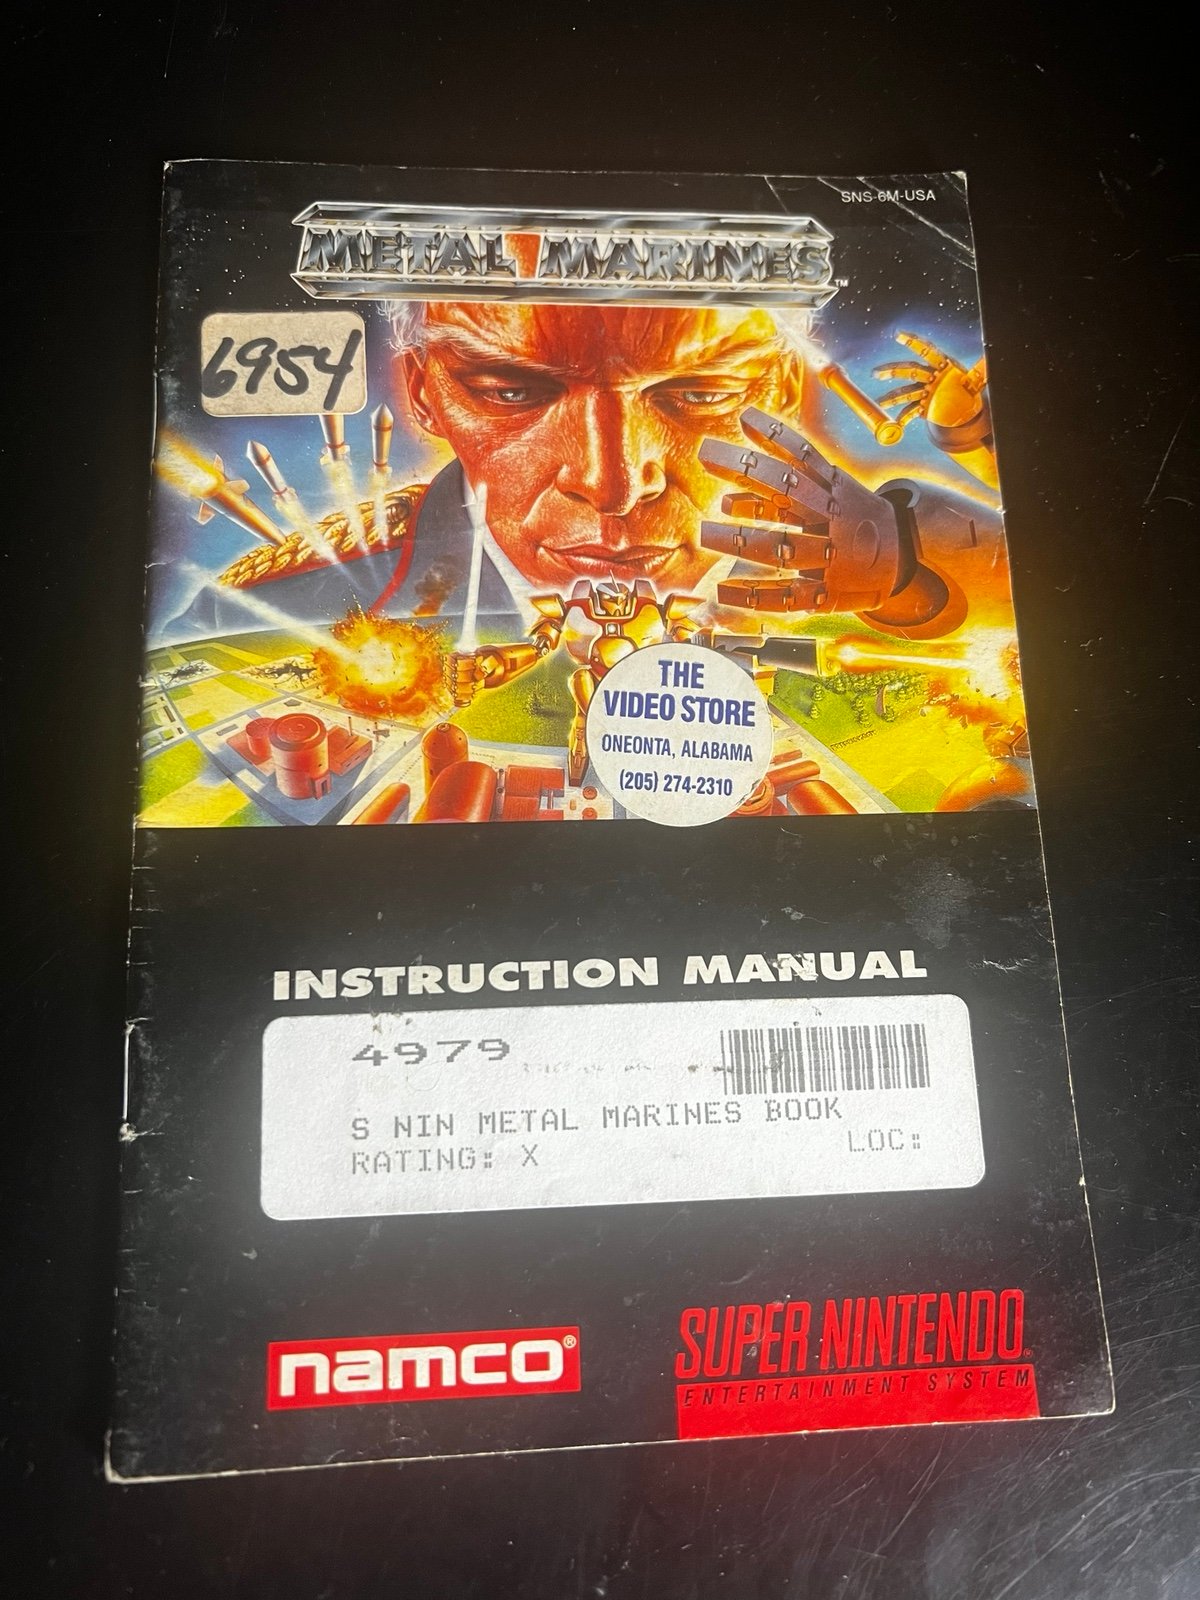 SNS-6M-USA
METAL MARINES™
6954
THE
VIDEO STORE
ONEONTA, ALABAMA
(205) 274-2310
INSTRUCTION MANUAL
4979
S NIN METAL MARINES BOOK
RATING: X LOC:
namco®
SUPER NINTENDO®
ENTERTAINMENT SYSTEM